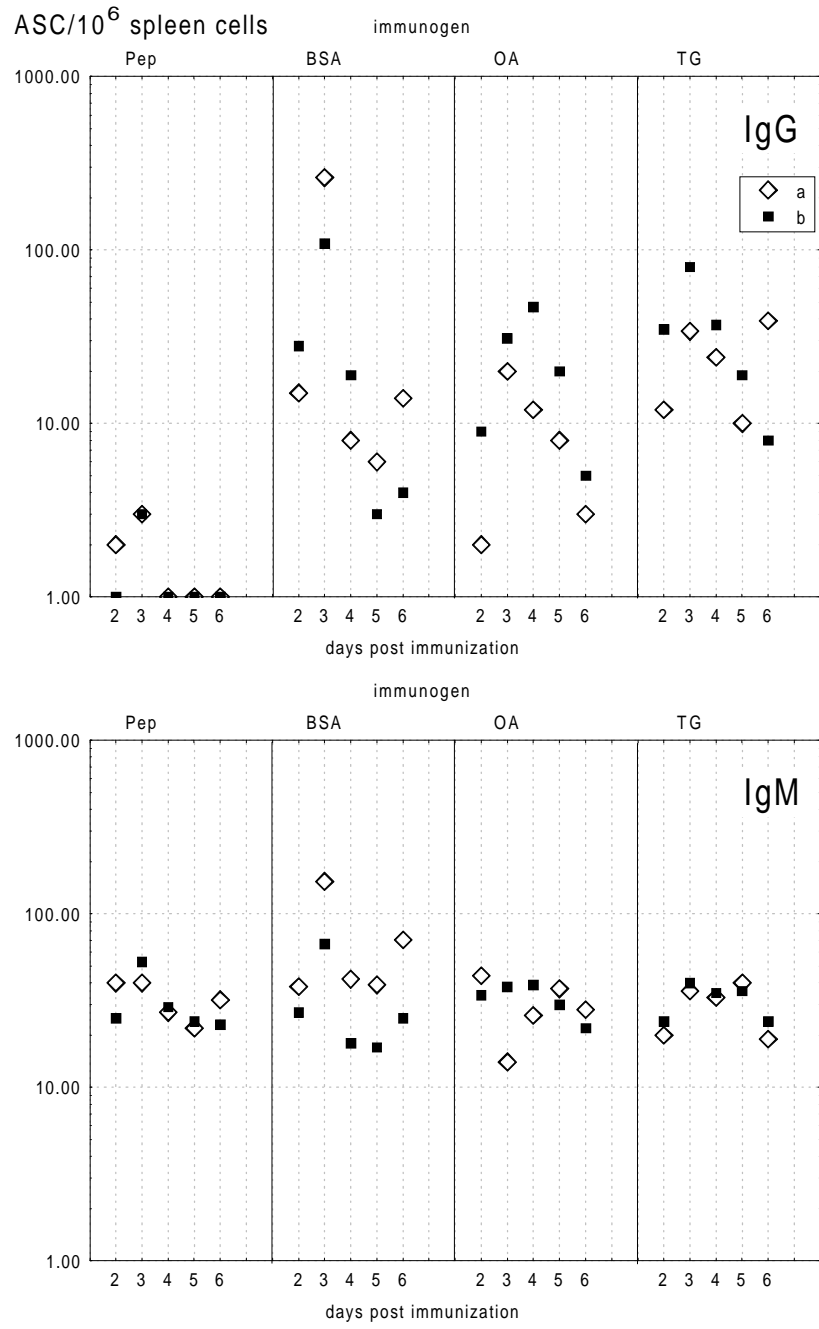 ASC/10⁶ spleen cells
immunogen
Pep BSA OA TG
1000.00
IgG
a
b
100.00
10.00
1.00
2 3 4 5 6 2 3 4 5 6 2 3 4 5 6 2 3 4 5 6
days post immunization
immunogen
Pep BSA OA TG
1000.00
IgM
100.00
10.00
1.00
2 3 4 5 6 2 3 4 5 6 2 3 4 5 6 2 3 4 5 6
days post immunization